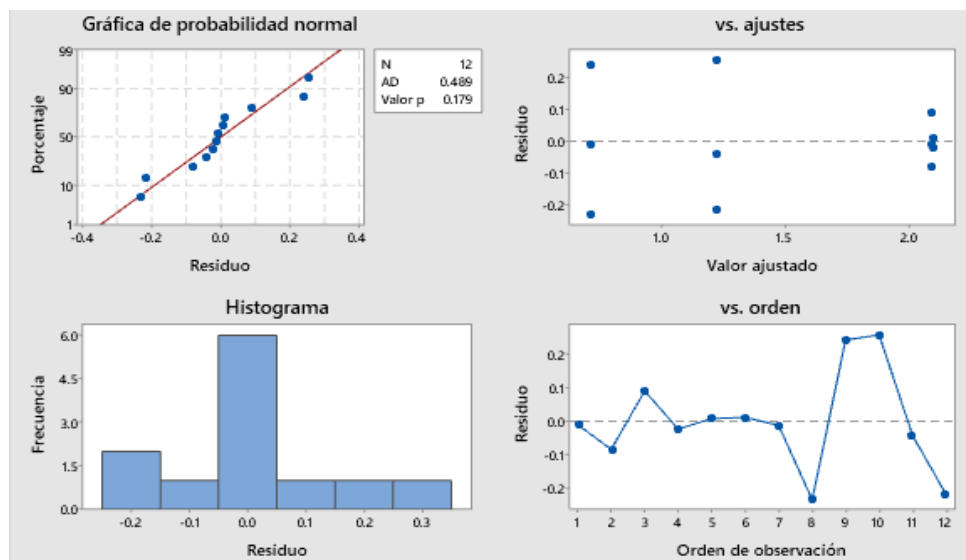 Gráfica de probabilidad normal
99
90
50
10
1
Porcentaje
-0.4
-0.2
0.0
0.2
0.4
Residuo
N 12
AD 0.489
Valor p 0.179
vs. ajustes
0.2
0.1
0.0
-0.1
-0.2
Residuo
1.0
1.5
2.0
Valor ajustado
Histograma
6.0
4.5
3.0
1.5
0.0
Frecuencia
-0.2
-0.1
0.0
0.1
0.2
0.3
Residuo
vs. orden
0.2
0.1
0.0
-0.1
-0.2
Residuo
1 2 3 4 5 6 7 8 9 10 11 12
Orden de observación